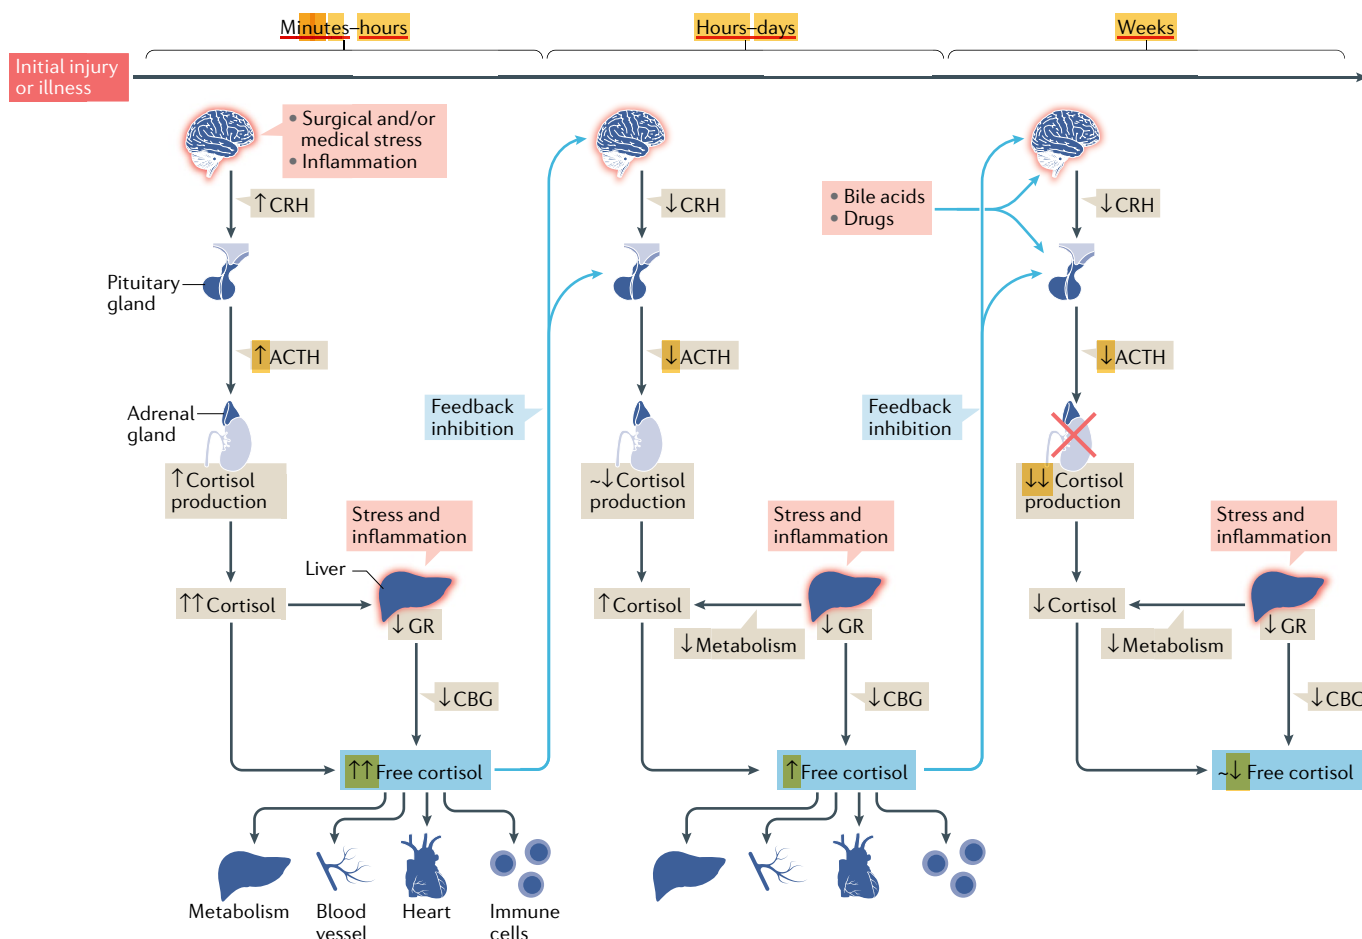 Minutes–hours
Hours–days
Weeks
Initial injury
or illness
• Surgical and/or
medical stress
• Inflammation
↑CRH
Pituitary
gland
↑ACTH
Adrenal
gland
↑Cortisol
production
Stress and
inflammation
Liver
↑↑Cortisol
↓GR
↓CBG
↑↑Free cortisol
Metabolism
Blood
vessel
Heart
Immune
cells
Feedback
inhibition
↓CRH
↓ACTH
~↓Cortisol
production
Stress and
inflammation
↑Cortisol
↓GR
↓Metabolism
↓CBG
↑Free cortisol
• Bile acids
• Drugs
Feedback
inhibition
↓CRH
↓ACTH
↓↓ Cortisol
production
Stress and
inflammation
↓Cortisol
↓GR
↓Metabolism
↓CBG
~↓ Free cortisol